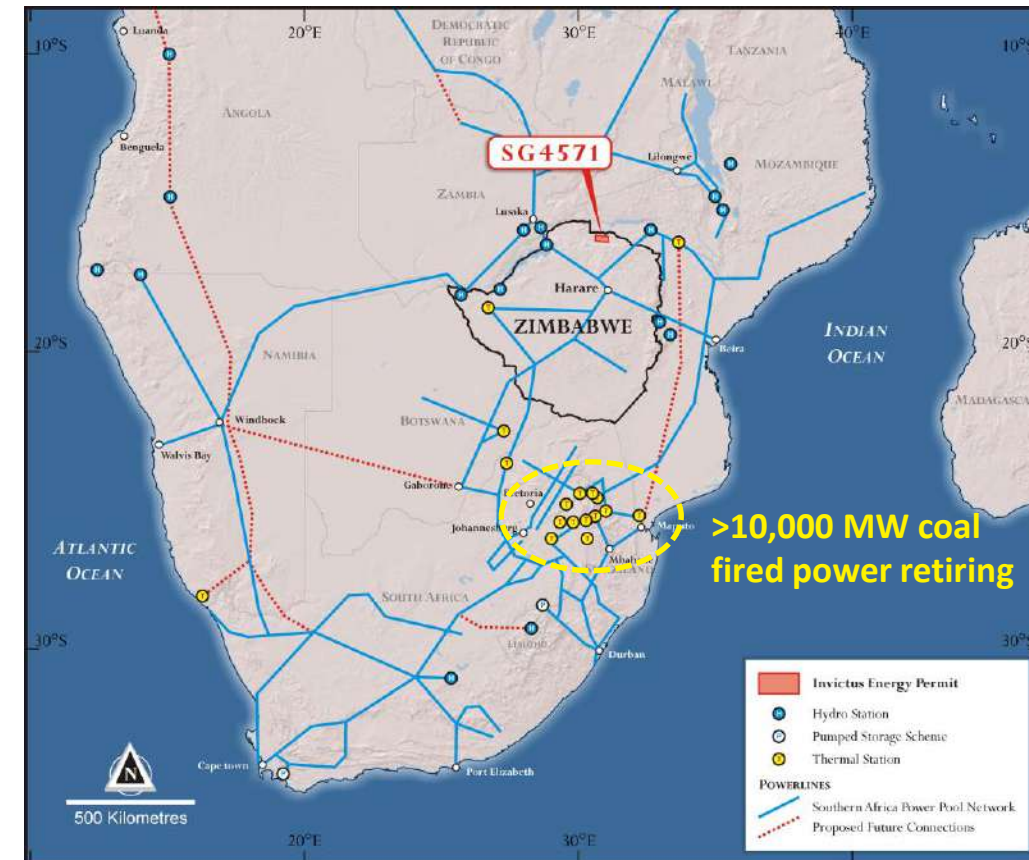 20°E
30°E
40°E
10°S
10°S
Luanda
DEMOCRATIC
REPUBLIC
OF CONGO
TANZANIA
MALAWI
ANGOLA
SG4571
Benguela
Lilongwe
MOZAMBIQUE
ZAMBIA
Lusaka
Harare
ZIMBABWE
INDIAN
OCEAN
20°S
20°S
NAMIBIA
Beira
MADAGASCA
BOTSWANA
Windhock
Walvis Bay
Gaborone
Pretoria
Johannesburg
Maputo
>10,000 MW coal
fired power retiring
ATLANTIC
OCEAN
Mbabane
SOUTH AFRICA
30°S
30°S
Durban
Cape town
Port Elizabeth
N
500 Kilometres
20°E
30°E
Invictus Energy Permit
H Hydro Station
P Pumped Storage Scheme
T Thermal Station
POWERLINES
Southern Africa Power Pool Network
Proposed Future Connections